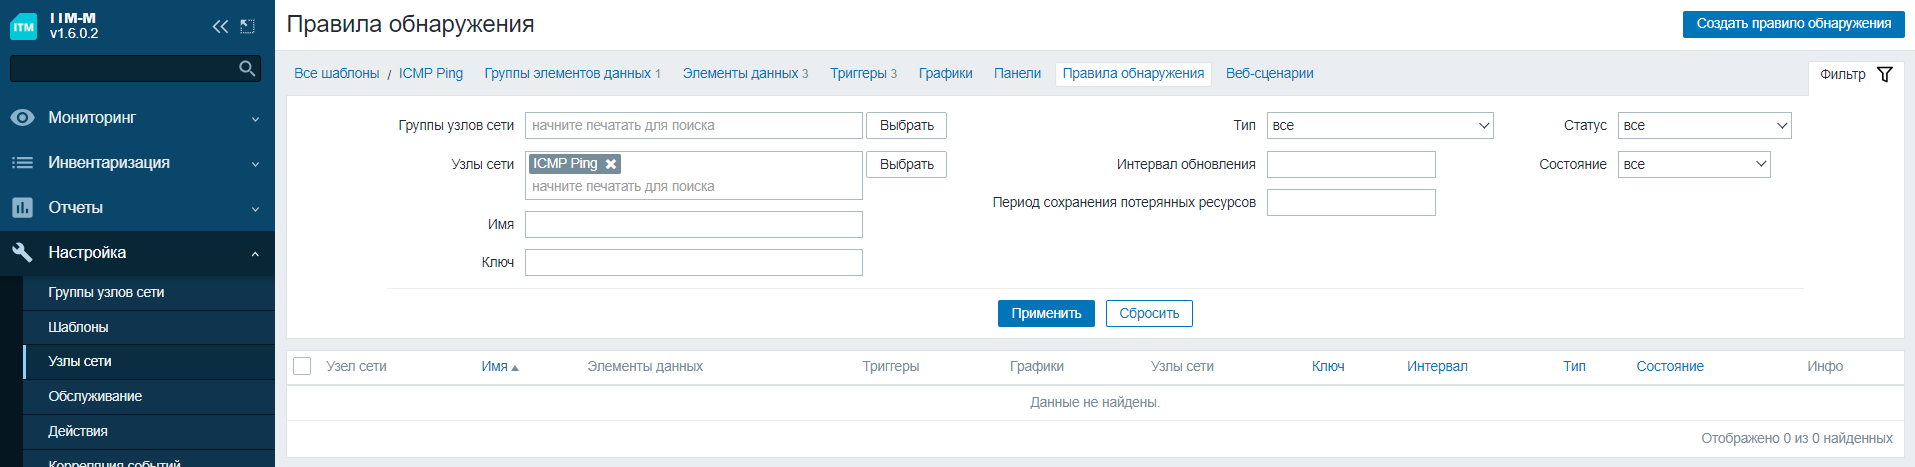 ITM
ITM-M
v1.6.0.2
Мониторинг
Инвентаризация
Отчеты
Настройка
Группы узлов сети
Шаблоны
Узлы сети
Обслуживание
Действия
Корреляция событий
Правила обнаружения
Создать правило обнаружения
Все шаблоны / ICMP Ping Группы элементов данных 1 Элементы данных 3 Триггеры 3 Графики Панели Правила обнаружения Веб-сценарии
Фильтр
Группы узлов сети начните печатать для поиска Выбрать Тип все Статус все
Узлы сети ICMP Ping Выбрать Интервал обновления Состояние все
начните печатать для поиска
Период сохранения потерянных ресурсов
Имя
Ключ
Применить Сбросить
Узел сети Имя Элементы данных Триггеры Графики Узлы сети Ключ Интервал Тип Состояние Инфо
Данные не найдены.
Отображено 0 из 0 найденных